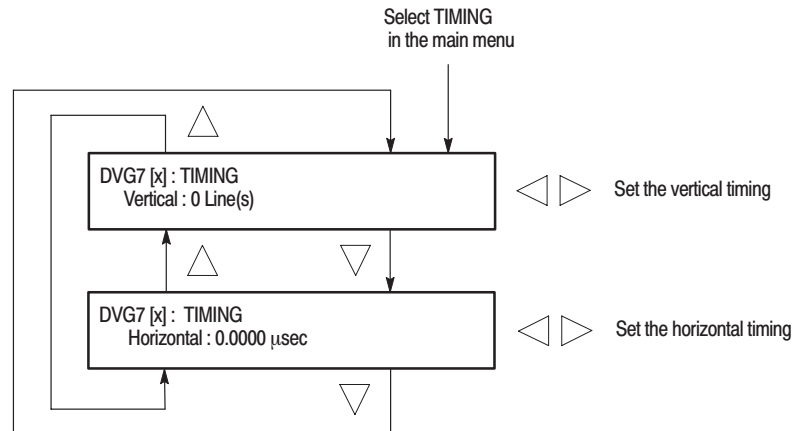 Select TIMING
in the main menu
DVG7 [x] : TIMING
Vertical : 0 Line(s)
Set the vertical timing
DVG7 [x] : TIMING
Horizontal : 0.0000 μsec
Set the horizontal timing